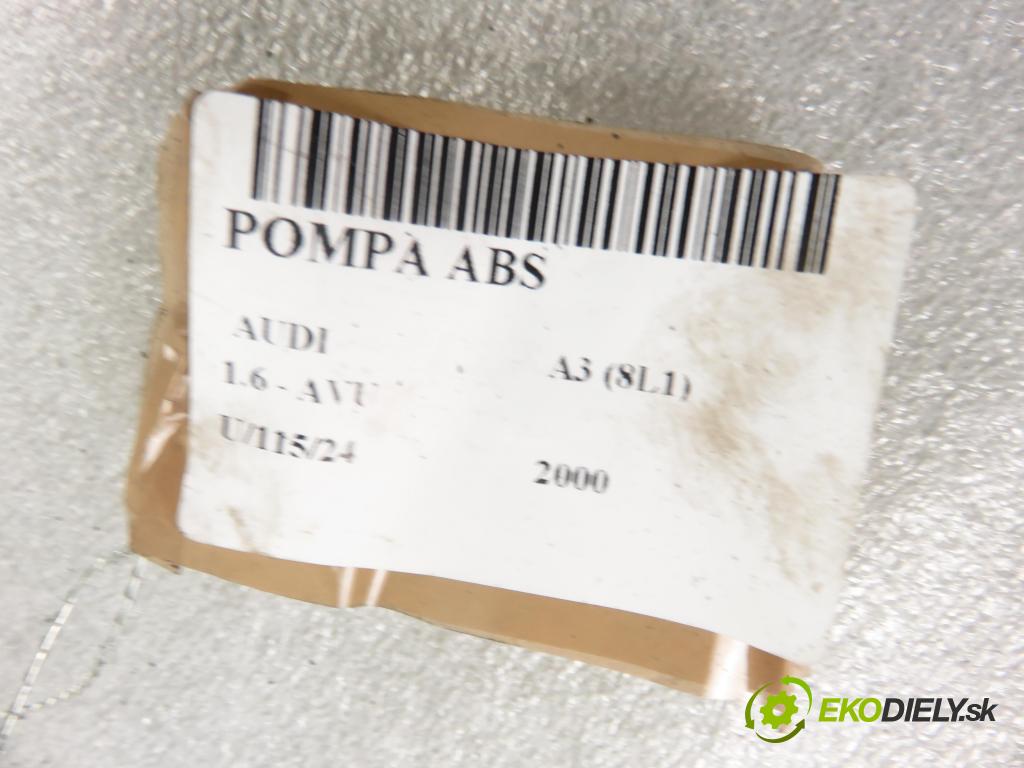 POMPA ABS
AUDI A3 (8L1)
1.6 - AVU
U/115/24 2000
EKODIELY.sk